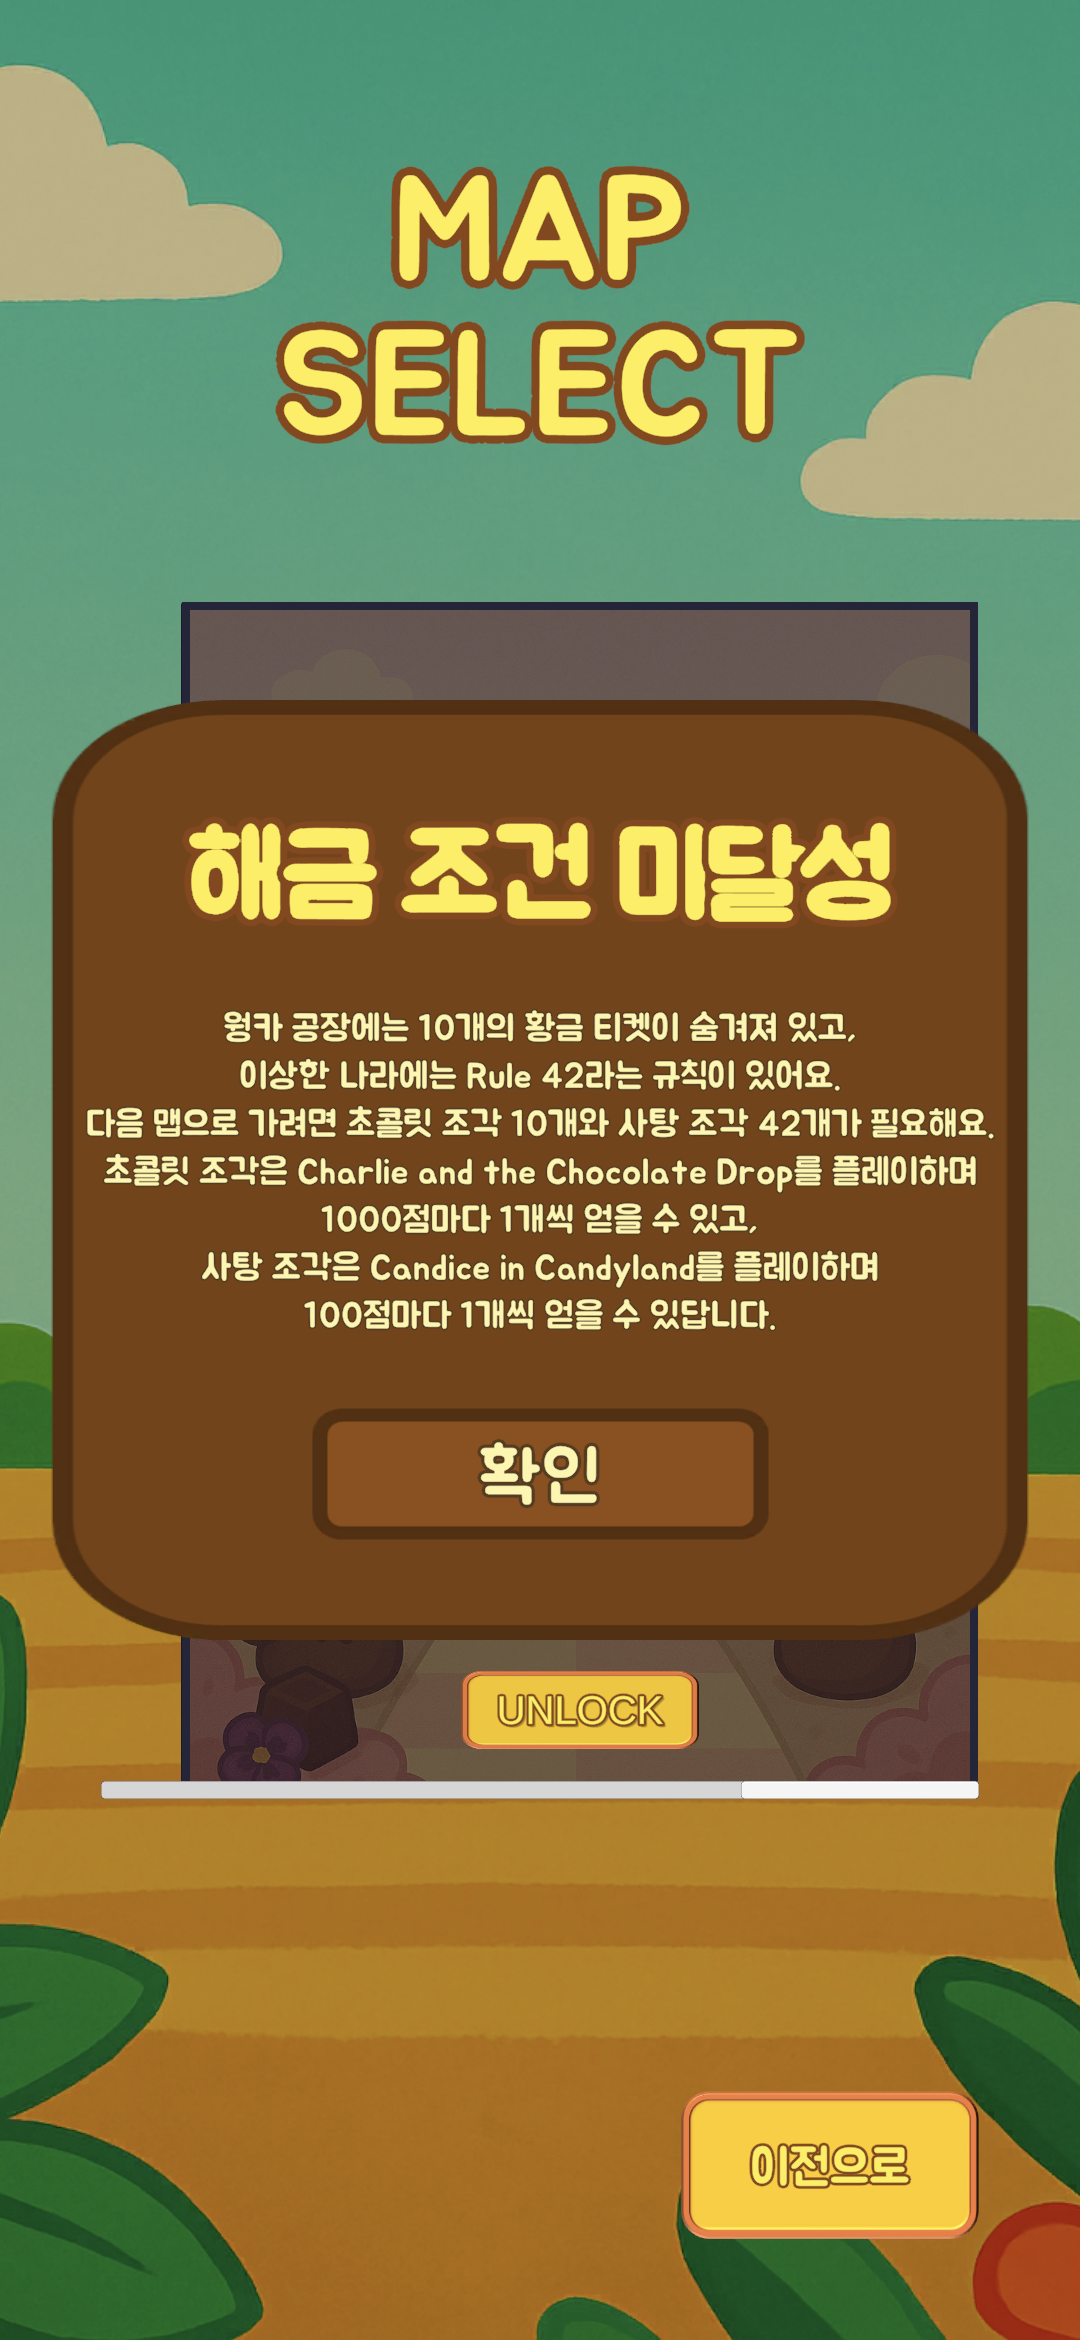 MAP
SELECT
해금 조건 미달성
웡카 공장에는 10개의 황금 티켓이 숨겨져 있고,
이상한 나라에는 Rule 42라는 규칙이 있어요.
다음 맵으로 가려면 초콜릿 조각 10개와 사탕 조각 42개가 필요해요.
초콜릿 조각은 Charlie and the Chocolate Drop를 플레이하며
1000점마다 1개씩 얻을 수 있고,
사탕 조각은 Candice in Candyland를 플레이하며
100점마다 1개씩 얻을 수 있답니다.
확인
UNLOCK
이전으로